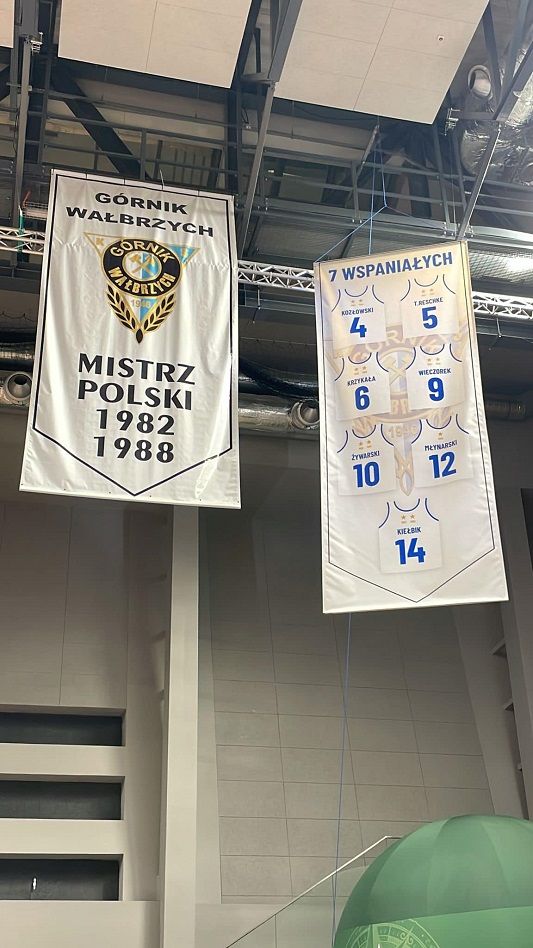 GÓRNIK
WAŁBRZYCH
K T S
GÓRNIK
WAŁBRZYCH
1946
MISTRZ
POLSKI
1982
1988
7 WSPANIAŁYCH
KOZŁOWSKI
4
T.RESCHKE
5
KRZYKAŁA
6
WIECZOREK
9
ŻYWARSKI
10
MŁYNARSKI
12
KIEŁBIK
14
1946